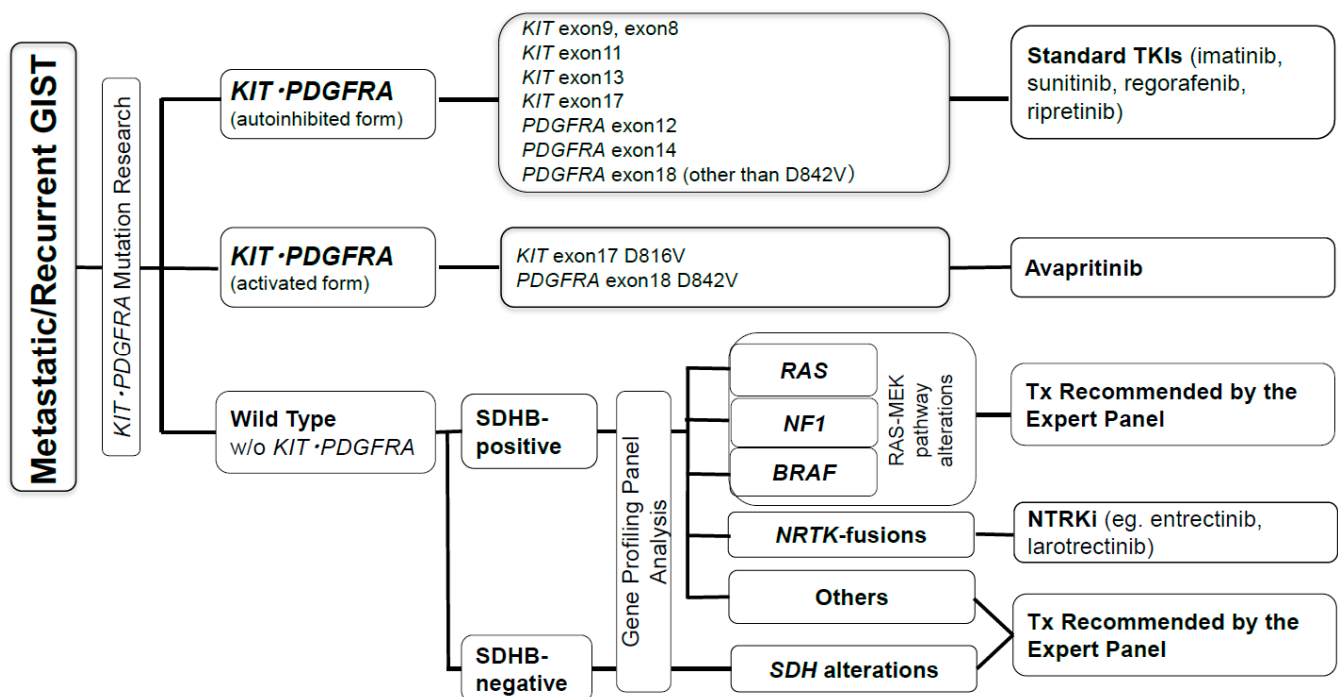 Metastatic/Recurrent GIST
KIT・PDGFRA Mutation Research
KIT・PDGFRA
(autoinhibited form)
KIT exon9, exon8
KIT exon11
KIT exon13
KIT exon17
PDGFRA exon12
PDGFRA exon14
PDGFRA exon18 (other than D842V)
Standard TKIs (imatinib,
sunitinib, regorafenib,
ripretinib)
KIT・PDGFRA
(activated form)
KIT exon17 D816V
PDGFRA exon18 D842V
Avapritinib
Wild Type
w/o KIT・PDGFRA
SDHB-
positive
SDHB-
negative
Gene Profiling Panel
Analysis
RAS
NF1
BRAF
RAS-MEK
pathway
alterations
Tx Recommended by the
Expert Panel
NRTK-fusions
NTRKi (eg. entrectinib,
larotrectinib)
Others
SDH alterations
Tx Recommended by the
Expert Panel